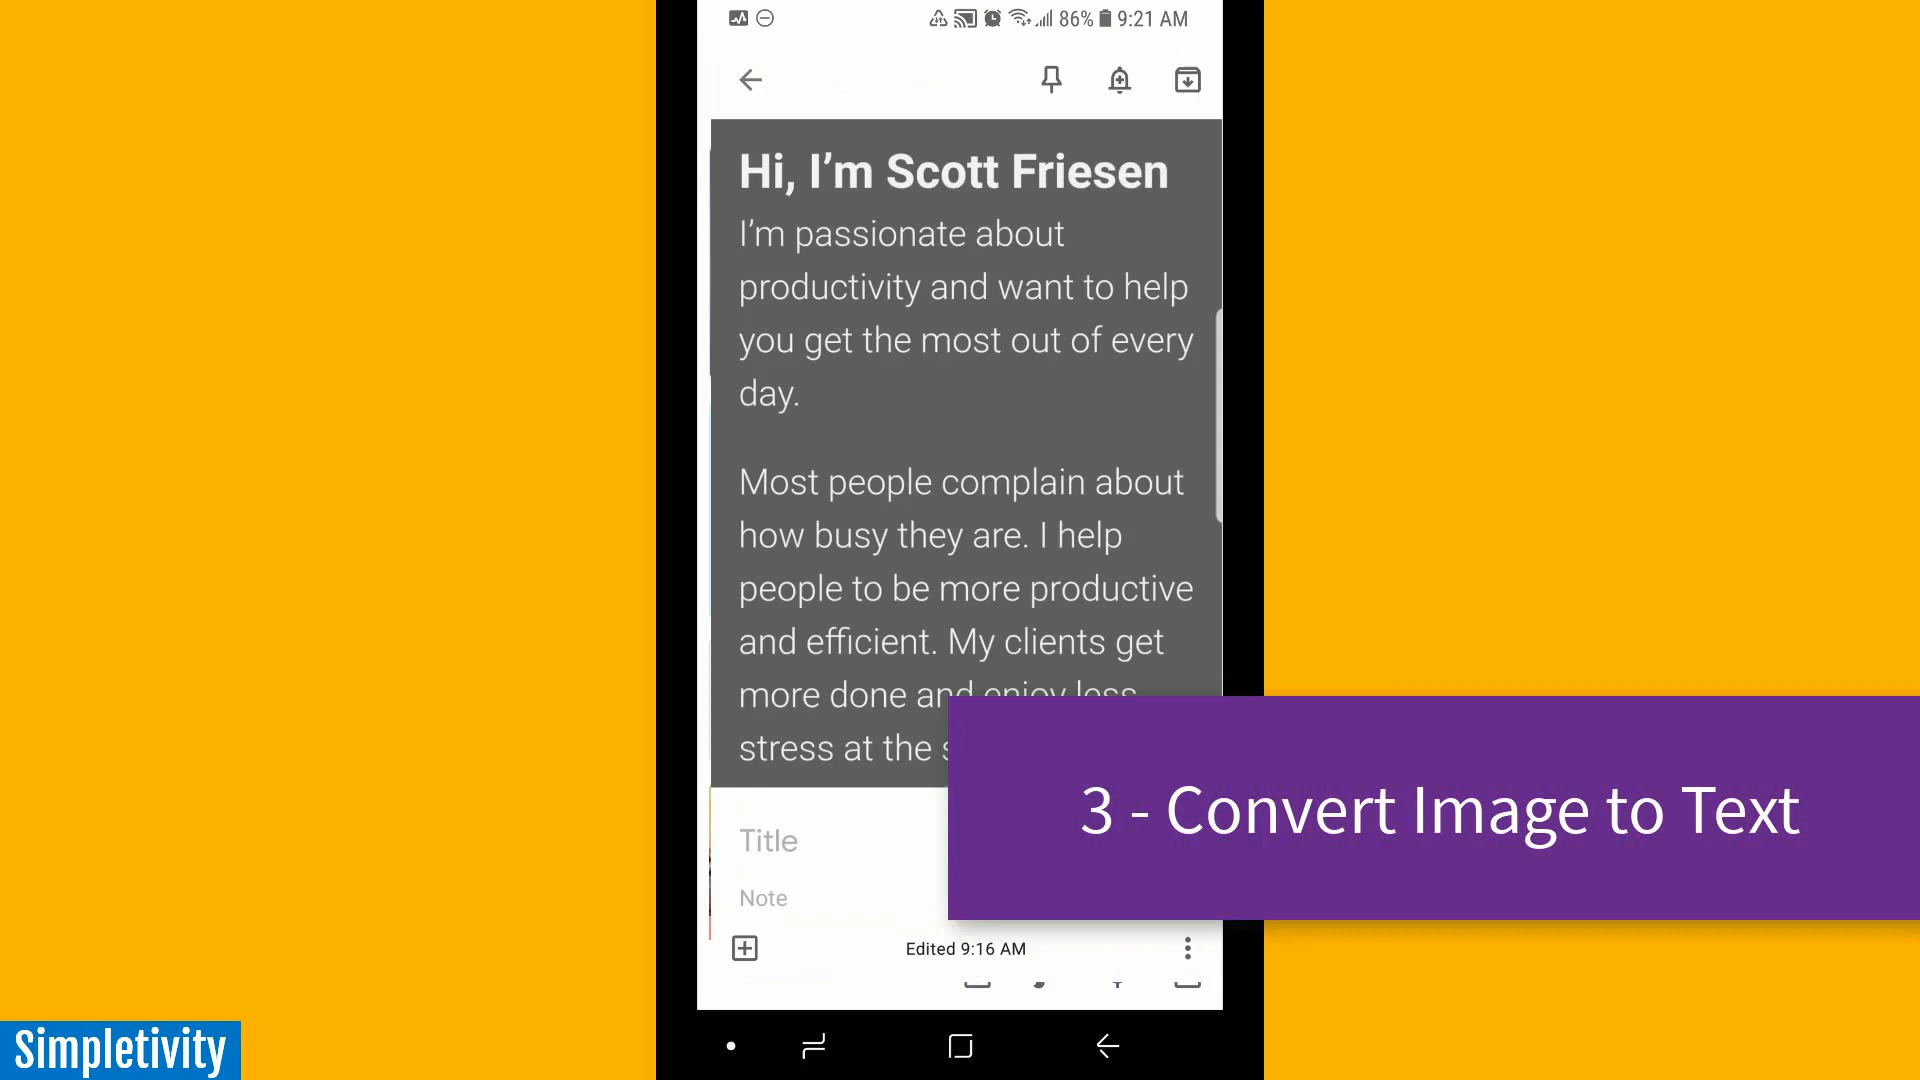 86% 9:21 AM
Hi, I'm Scott Friesen
I'm passionate about
productivity and want to help
you get the most out of every
day.
Most people complain about
how busy they are. I help
people to be more productive
and efficient. My clients get
more done and enjoy less
stress at the
3 - Convert Image to Text
Title
Note
Edited 9:16 AM
Simpletivity